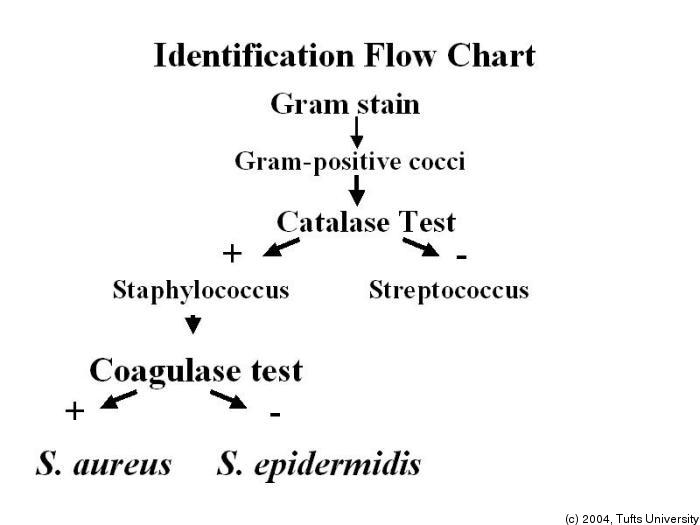 Identification Flow Chart
Gram stain
Gram-positive cocci
Catalase Test
+ -
Staphylococcus Streptococcus
Coagulase test
+ -
S. aureus S. epidermidis
(c) 2004, Tufts University